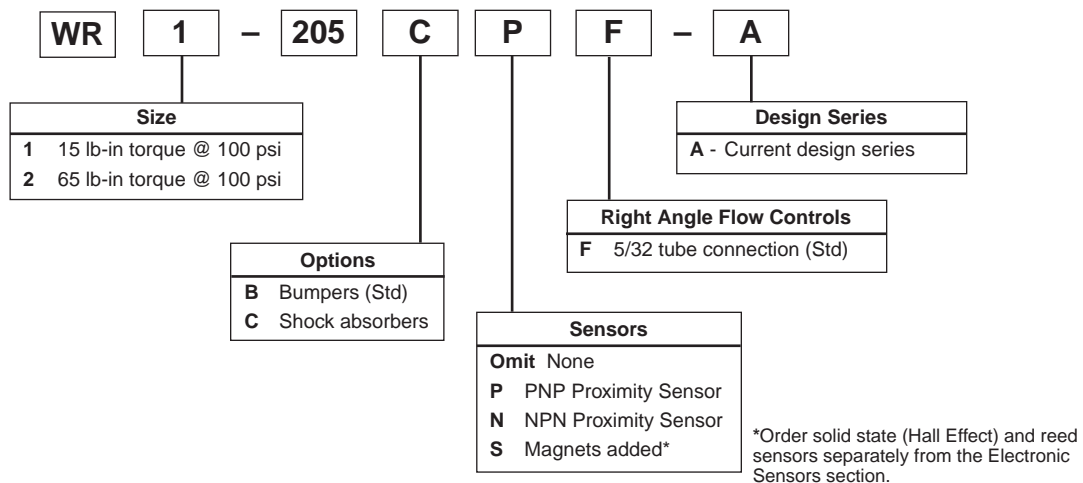 WR 1 – 205 C P F – A
Size
1 15 lb-in torque @ 100 psi
2 65 lb-in torque @ 100 psi
Options
B Bumpers (Std)
C Shock absorbers
Sensors
Omit None
P PNP Proximity Sensor
N NPN Proximity Sensor
S Magnets added*
Right Angle Flow Controls
F 5/32 tube connection (Std)
Design Series
A - Current design series
*Order solid state (Hall Effect) and reed
sensors separately from the Electronic
Sensors section.